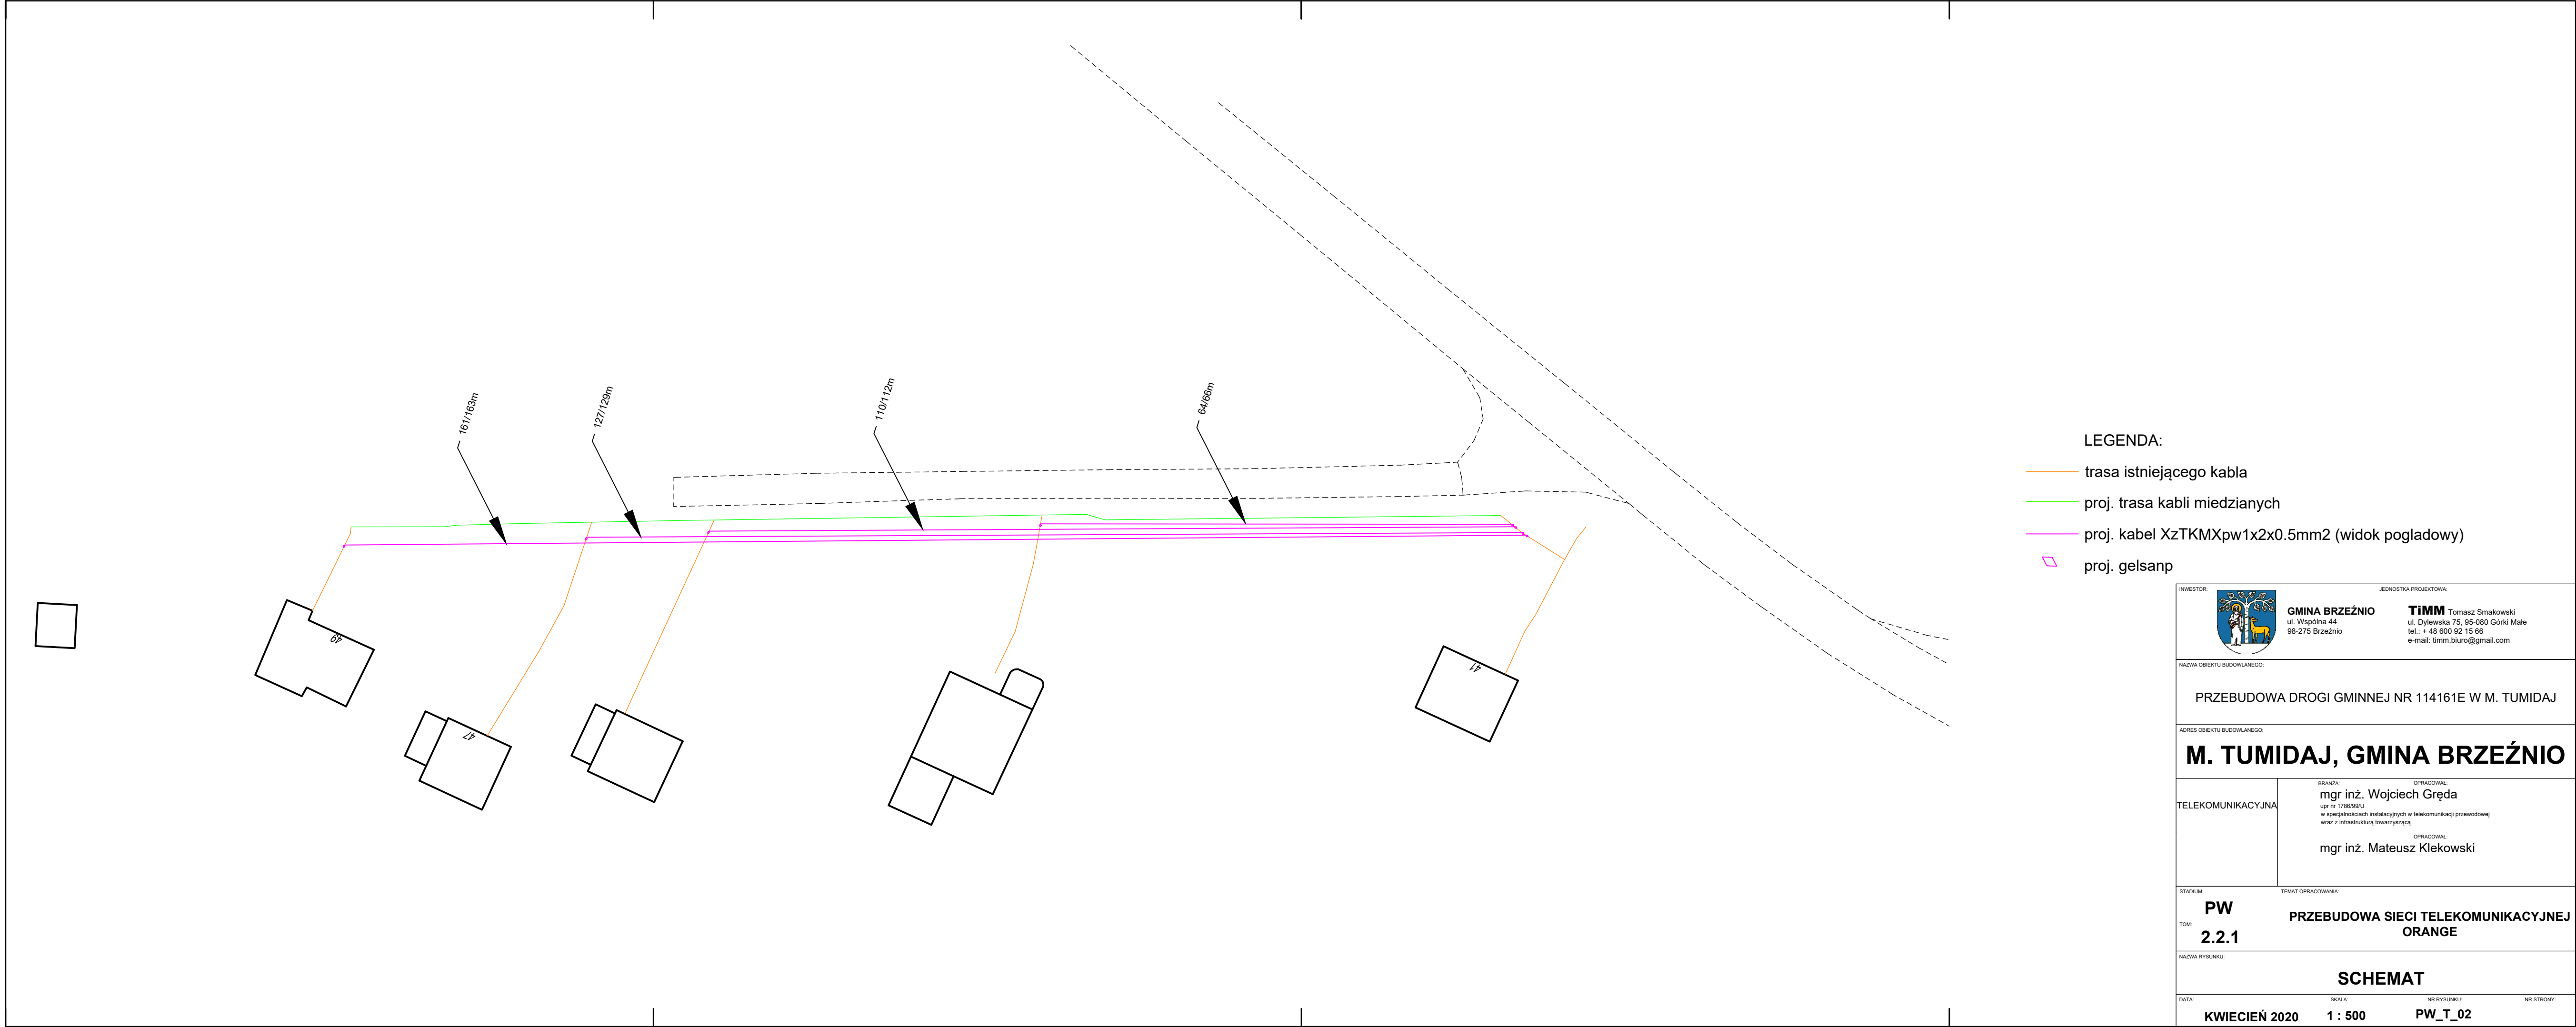 161/163m
127/129m
110/112m
64/66m
49
47
41
LEGENDA:
trasa istniejącego kabla
proj. trasa kabli miedzianych
proj. kabel XzTKMXpw1x2x0.5mm2 (widok pogladowy)
proj. gelsanp
INWESTOR:
JEDNOSTKA PROJEKTOWA:
GMINA BRZEŹNIO
ul. Wspólna 44
98-275 Brzeźnio
TiMM Tomasz Smakowski
ul. Dylewska 75, 95-080 Górki Małe
tel.: + 48 600 92 15 66
e-mail: timm.biuro@gmail.com
NAZWA OBIEKTU BUDOWLANEGO:
PRZEBUDOWA DROGI GMINNEJ NR 114161E W M. TUMIDAJ
ADRES OBIEKTU BUDOWLANEGO:
M. TUMIDAJ, GMINA BRZEŹNIO
BRANŻA:
OPRACOWAŁ:
TELEKOMUNIKACYJNA
mgr inż. Wojciech Gręda
upr nr 1786/99/U
w specjalnościach instalacyjnych w telekomunikacji przewodowej
wraz z infrastrukturą towarzyszącą
OPRACOWAŁ:
mgr inż. Mateusz Klekowski
STADIUM:
TEMAT OPRACOWANIA:
PW
TOM:
2.2.1
PRZEBUDOWA SIECI TELEKOMUNIKACYJNEJ
ORANGE
NAZWA RYSUNKU:
SCHEMAT
DATA:
SKALA:
NR RYSUNKU:
NR STRONY:
KWIECIEŃ 2020
1 : 500
PW_T_02